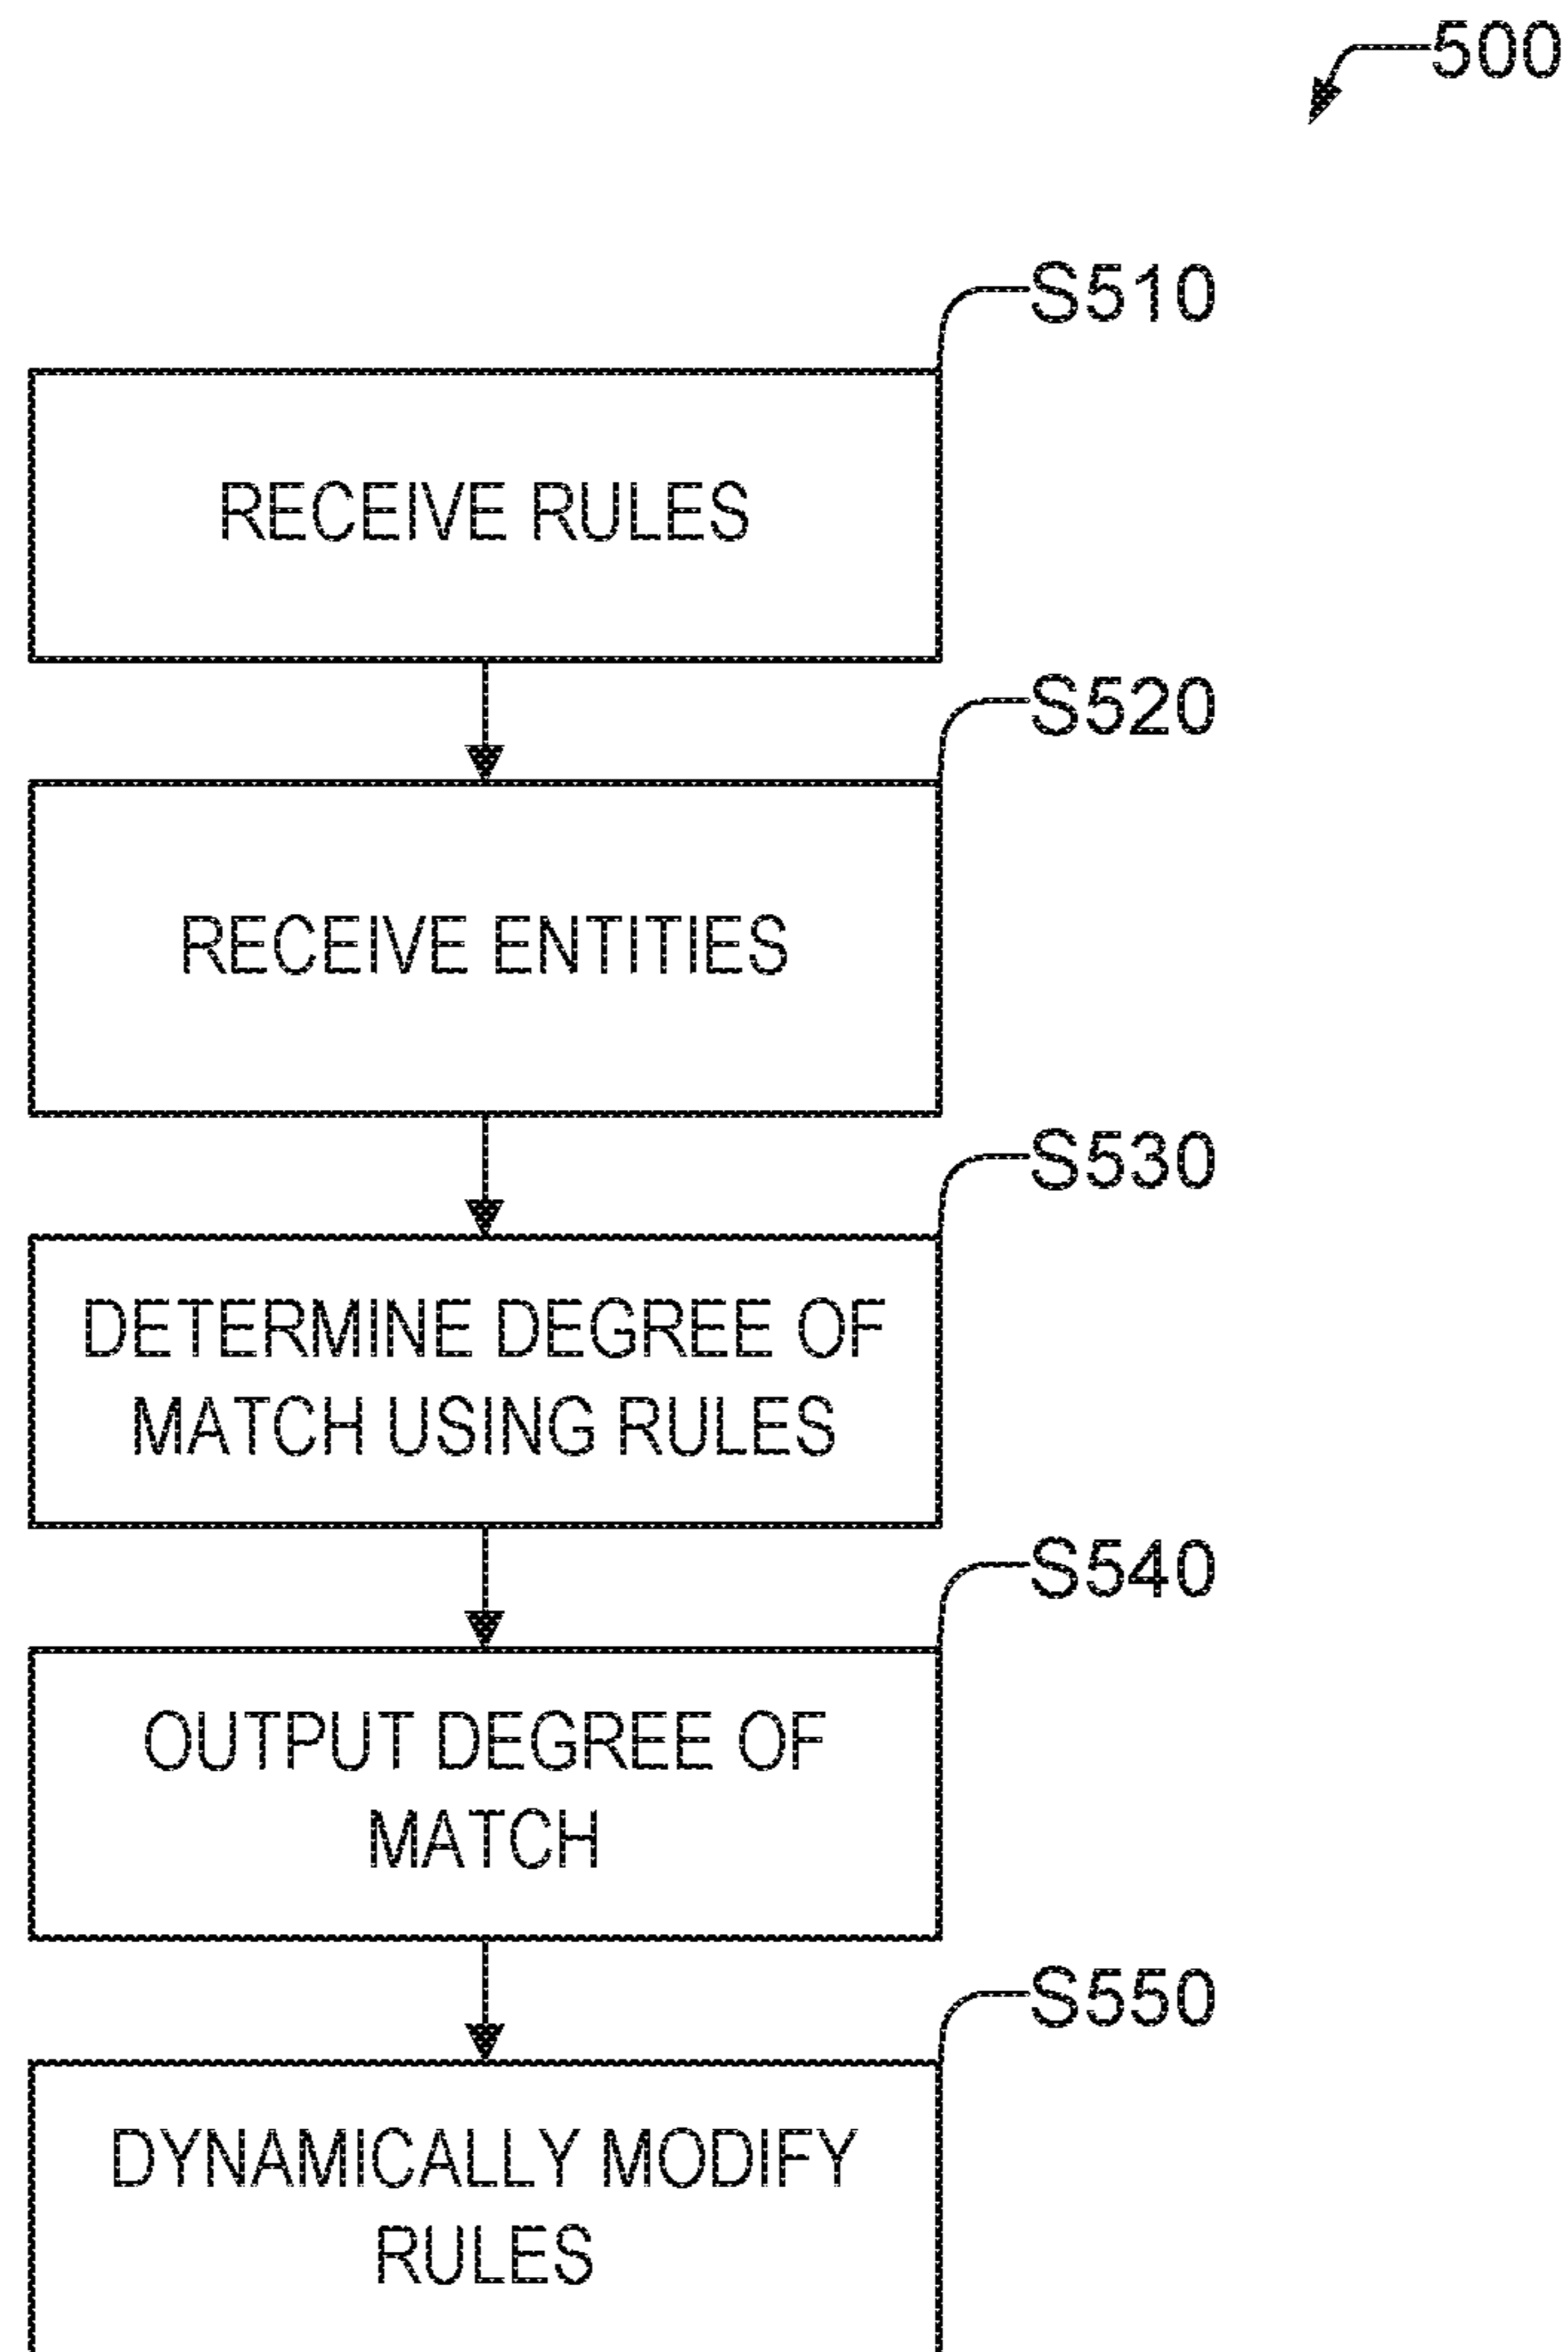 500
S510
RECEIVE RULES
S520
RECEIVE ENTITIES
S530
DETERMINE DEGREE OF
MATCH USING RULES
S540
OUTPUT DEGREE OF
MATCH
S550
DYNAMICALLY MODIFY
RULES